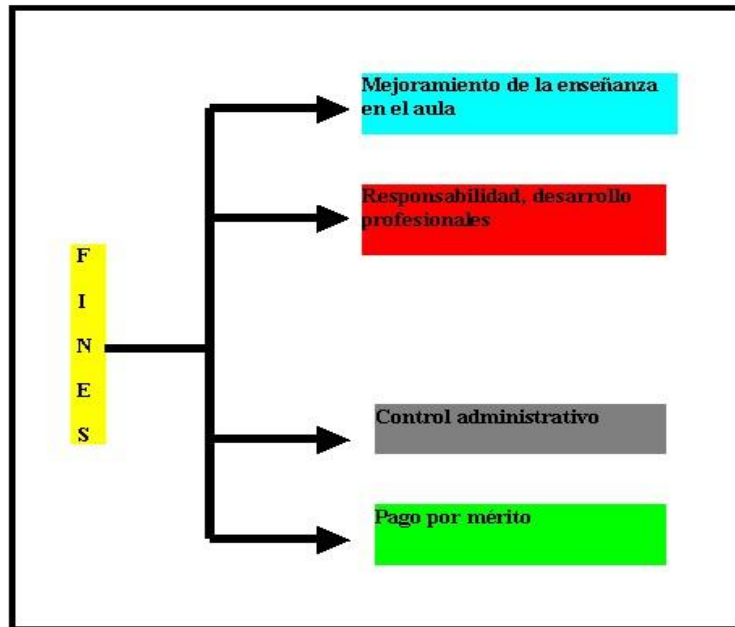 Mejoramiento de la enseñanza
en el aula
Responsabilidad, desarrollo
profesionales
F
I
N
E
S
Control administrativo
Pago por mérito